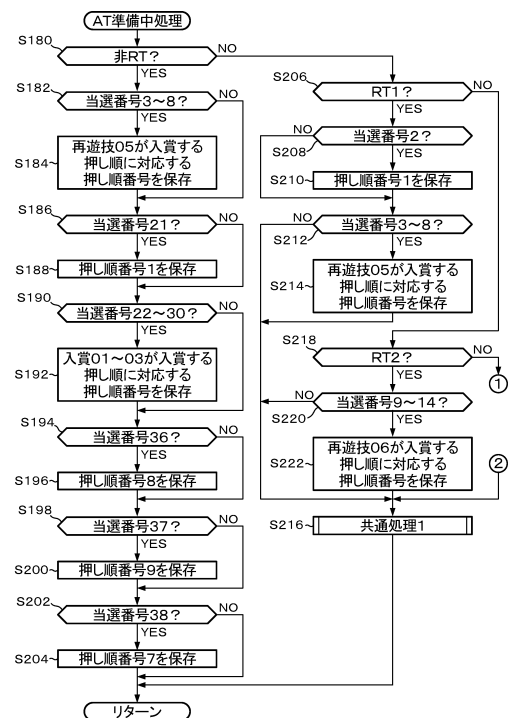 AT準備中処理
S180
非RT?
NO
YES
S182
当選番号3〜8?
NO
YES
S184
再遊技05が入賞する
押し順に対応する
押し順番号を保存
S186
当選番号21?
NO
YES
S188
押し順番号1を保存
S190
当選番号22〜30?
NO
YES
S192
入賞01〜03が入賞する
押し順に対応する
押し順番号を保存
S194
当選番号36?
NO
YES
S196
押し順番号8を保存
S198
当選番号37?
NO
YES
S200
押し順番号9を保存
S202
当選番号38?
NO
YES
S204
押し順番号7を保存
リターン
S206
RT1?
NO
YES
NO
当選番号2?
S208
YES
S210
押し順番号1を保存
NO
当選番号3〜8?
S212
YES
S214
再遊技05が入賞する
押し順に対応する
押し順番号を保存
S218
RT2?
NO
YES
①
NO
当選番号9〜14?
S220
YES
S222
再遊技06が入賞する
押し順に対応する
押し順番号を保存
②
S216
共通処理1